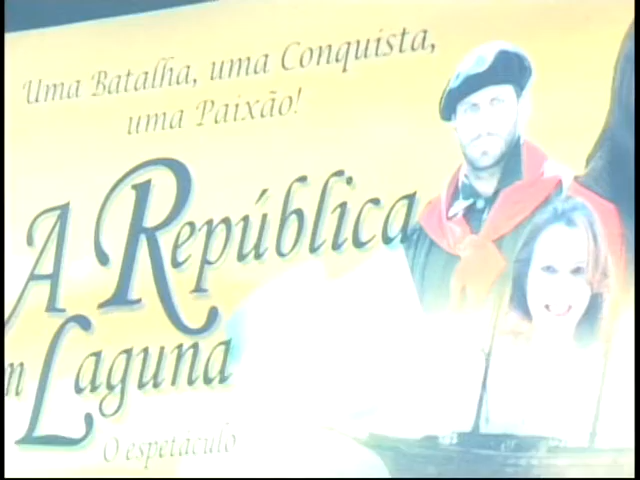 Uma Batalha, uma Conquista,
uma Paixão!
A República
m Laguna
O espetáculo